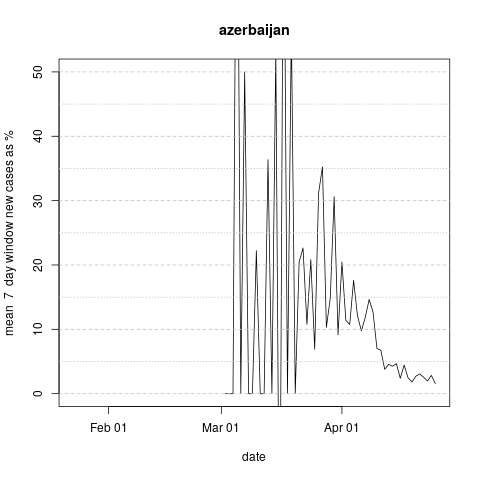 azerbaijan
mean 7 day window new cases as %
50
40
30
20
10
0
Feb 01
Mar 01
Apr 01
date